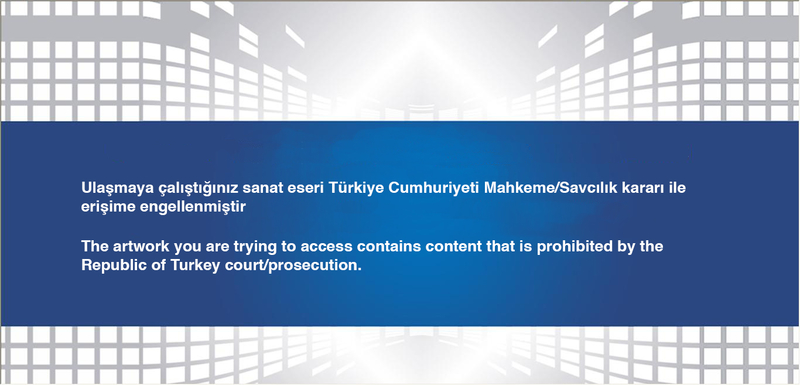 Ulaşmaya çalıştığınız sanat eseri Türkiye Cumhuriyeti Mahkeme/Savcılık kararı ile
erişime engellenmiştir
The artwork you are trying to access contains content that is prohibited by the
Republic of Turkey court/prosecution.